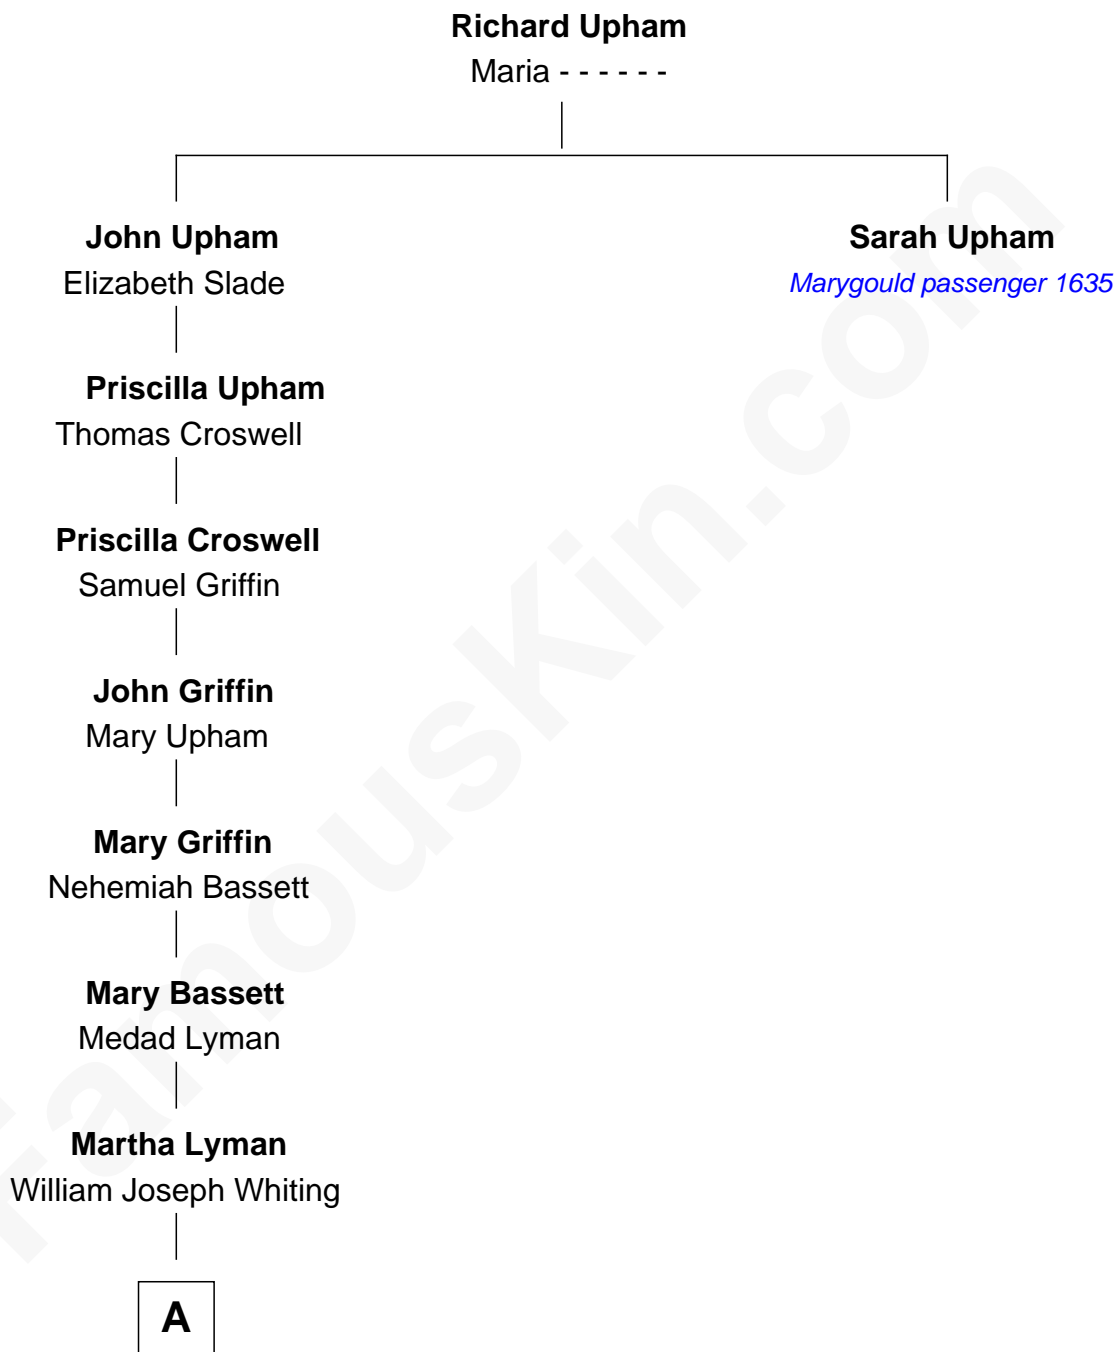 Richard Upham
Maria - - - - - -
John Upham
Elizabeth Slade
Sarah Upham
Marygould passenger 1635
Priscilla Upham
Thomas Croswell
Priscilla Croswell
Samuel Griffin
John Griffin
Mary Upham
Mary Griffin
Nehemiah Bassett
Mary Bassett
Medad Lyman
Martha Lyman
William Joseph Whiting
A
FamousKin.com